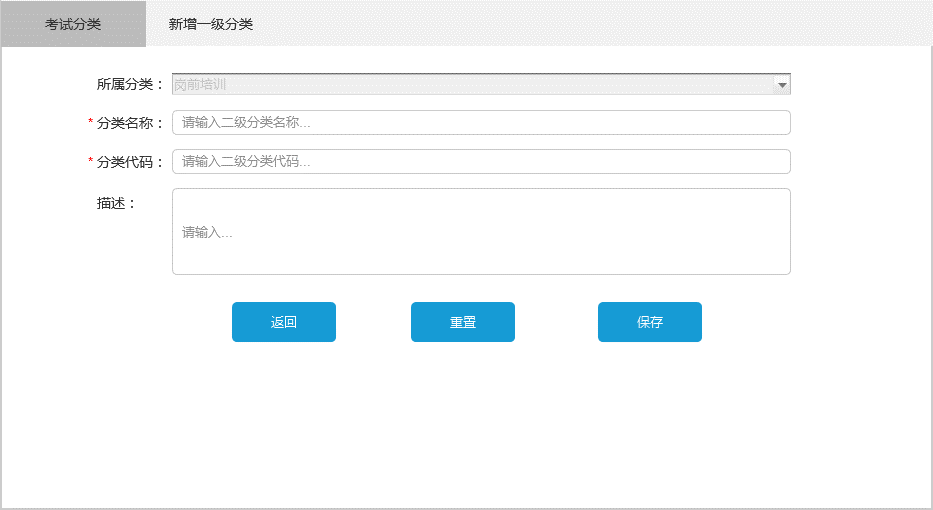 考试分类
新增一级分类
所属分类：
岗前培训
* 分类名称：
请输入二级分类名称...
* 分类代码：
请输入二级分类代码...
描述：
请输入...
返回
重置
保存